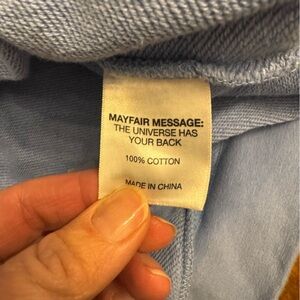 MAYFAIR MESSAGE:
THE UNIVERSE HAS
YOUR BACK
100% COTTON
MADE IN CHINA